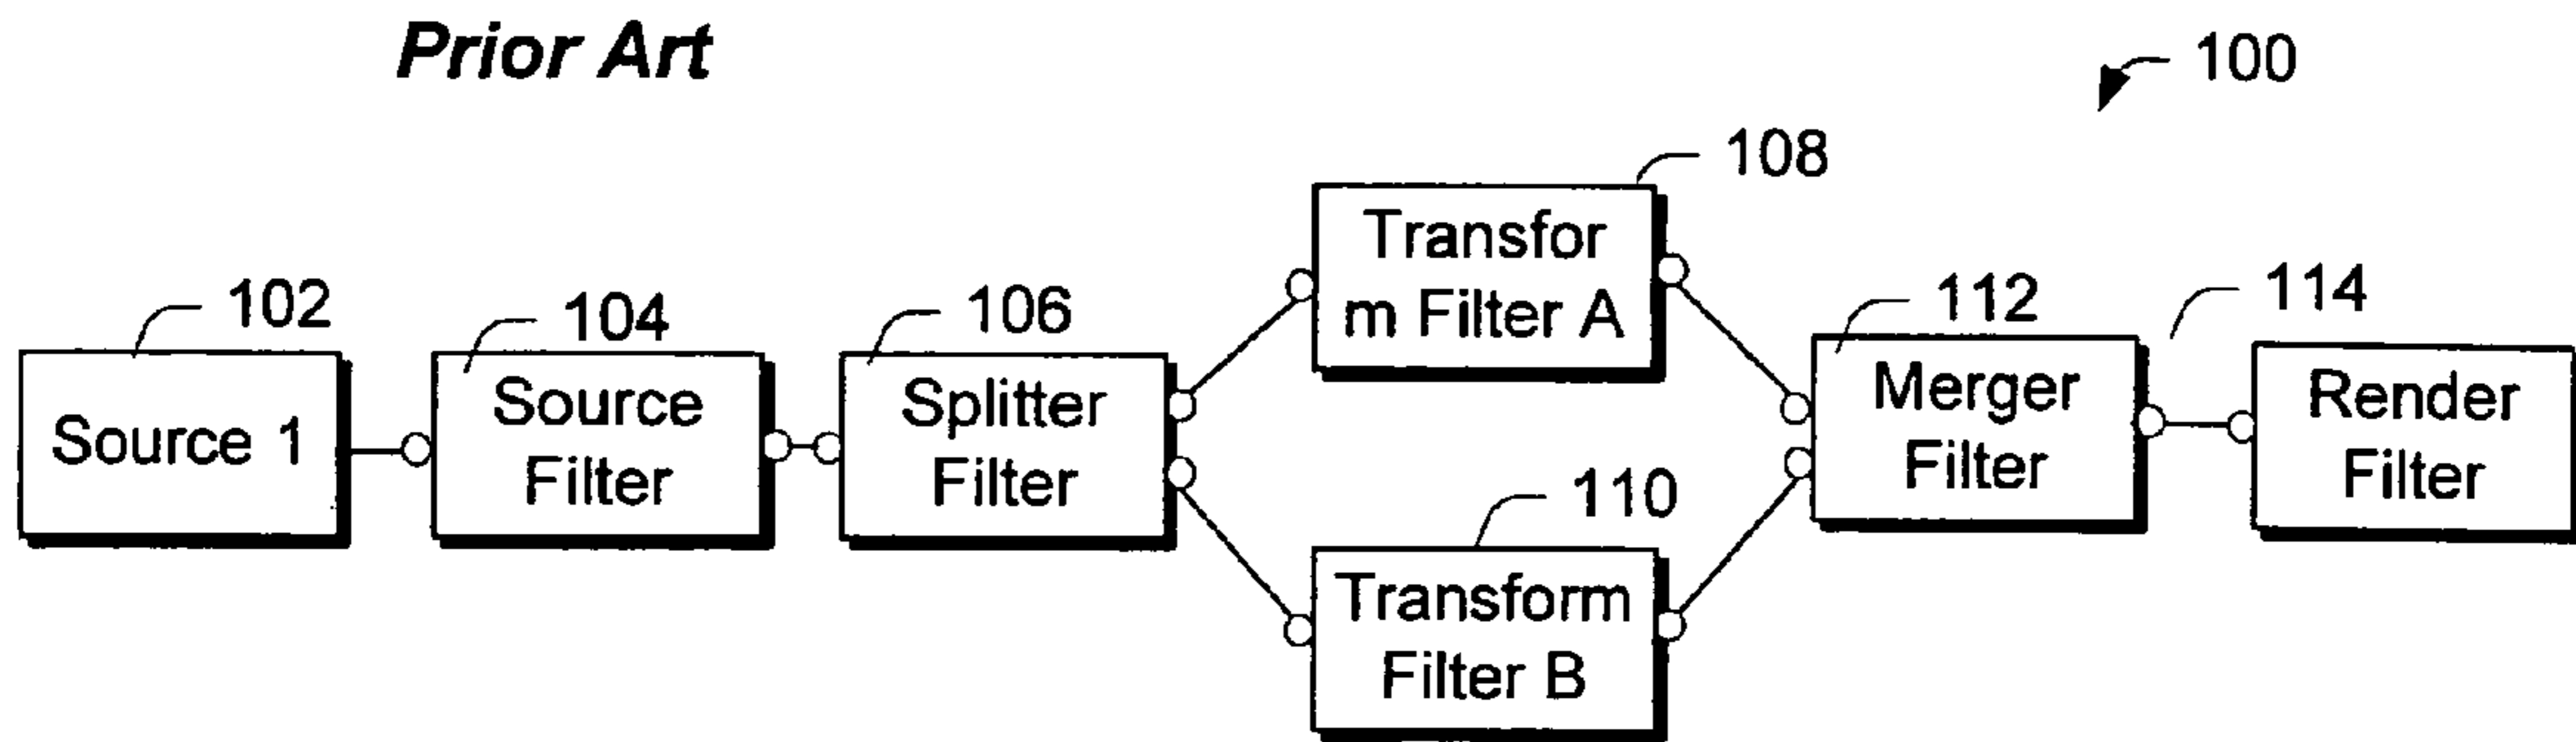 Prior Art
100
108
Transfor
m Filter A
102
104
106
112
114
Source 1
Source
Filter
Splitter
Filter
Merger
Filter
Render
Filter
110
Transform
Filter B